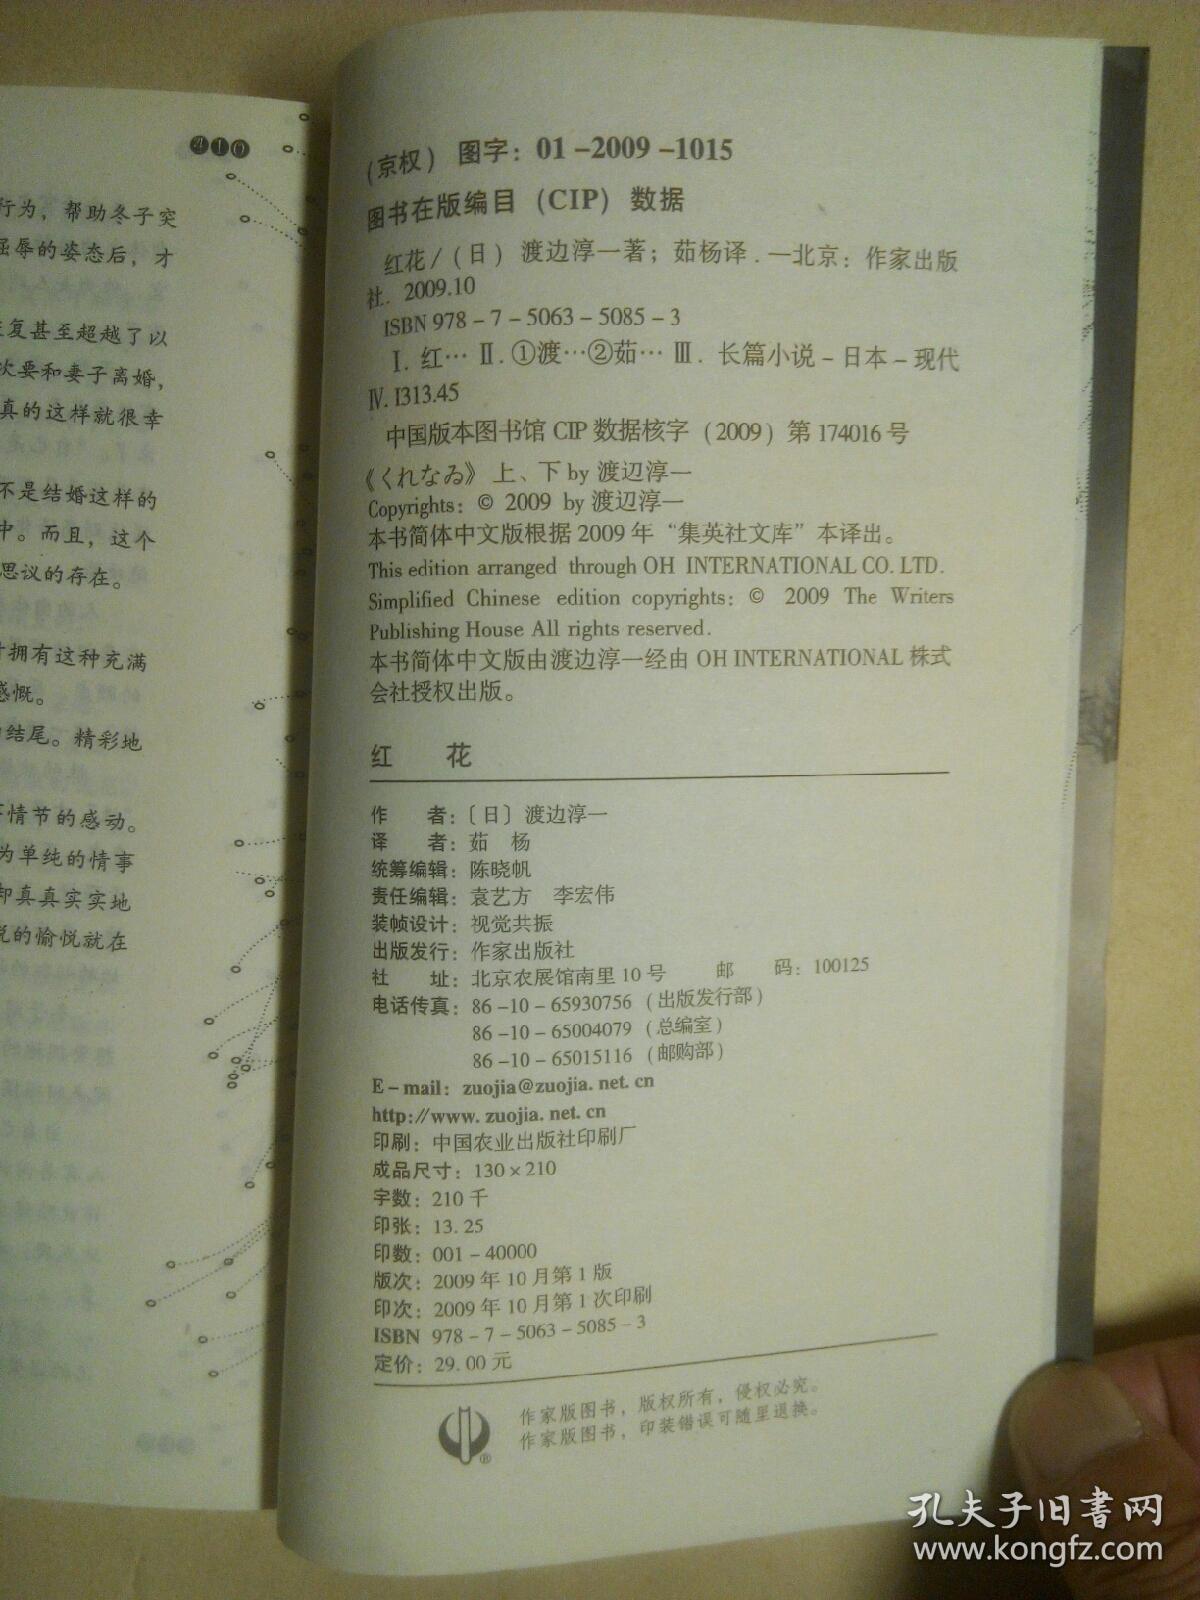 410
行为，帮助冬子突
屈辱的姿态后，才
复甚至超越了以
次要和妻子离婚，
真的这样就很幸
不是结婚这样的
中。而且，这个
思议的存在。
拥有这种充满
感慨。
结尾。精彩地
情节的感动。
为单纯的情事
却真真实实地
悦的愉悦就在
（京权）图字：01－2009－1015
图书在版编目（CIP）数据
红花/（日）渡边淳一著；茹杨译．—北京：作家出版
社．2009.10
ISBN 978－7－5063－5085－3
Ⅰ．红… Ⅱ．①渡…②茹… Ⅲ．长篇小说－日本－现代
Ⅳ．I313.45
中国版本图书馆 CIP 数据核字（2009）第 174016 号
《くれなゐ》上、下 by 渡辺淳一
Copyrights：© 2009 by 渡辺淳一
本书简体中文版根据 2009 年“集英社文库”本译出。
This edition arranged through OH INTERNATIONAL CO. LTD.
Simplified Chinese edition copyrights：© 2009 The Writers
Publishing House All rights reserved.
本书简体中文版由渡边淳一经由 OH INTERNATIONAL 株式
会社授权出版。
红 花
作 者：〔日〕渡边淳一
译 者：茹 杨
统筹编辑：陈晓帆
责任编辑：袁艺方 李宏伟
装帧设计：视觉共振
出版发行：作家出版社
社 址：北京农展馆南里 10 号 邮 码：100125
电话传真：86－10－65930756（出版发行部）
86－10－65004079（总编室）
86－10－65015116（邮购部）
E－mail：zuojia@zuojia.net.cn
http://www.zuojia.net.cn
印刷：中国农业出版社印刷厂
成品尺寸：130×210
字数：210 千
印张：13.25
印数：001－40000
版次：2009 年 10 月第 1 版
印次：2009 年 10 月第 1 次印刷
ISBN 978－7－5063－5085－3
定价：29.00 元
作家版图书，版权所有，侵权必究。
作家版图书，印装错误可随里退换。
®
孔夫子旧书网
www.kongfz.com